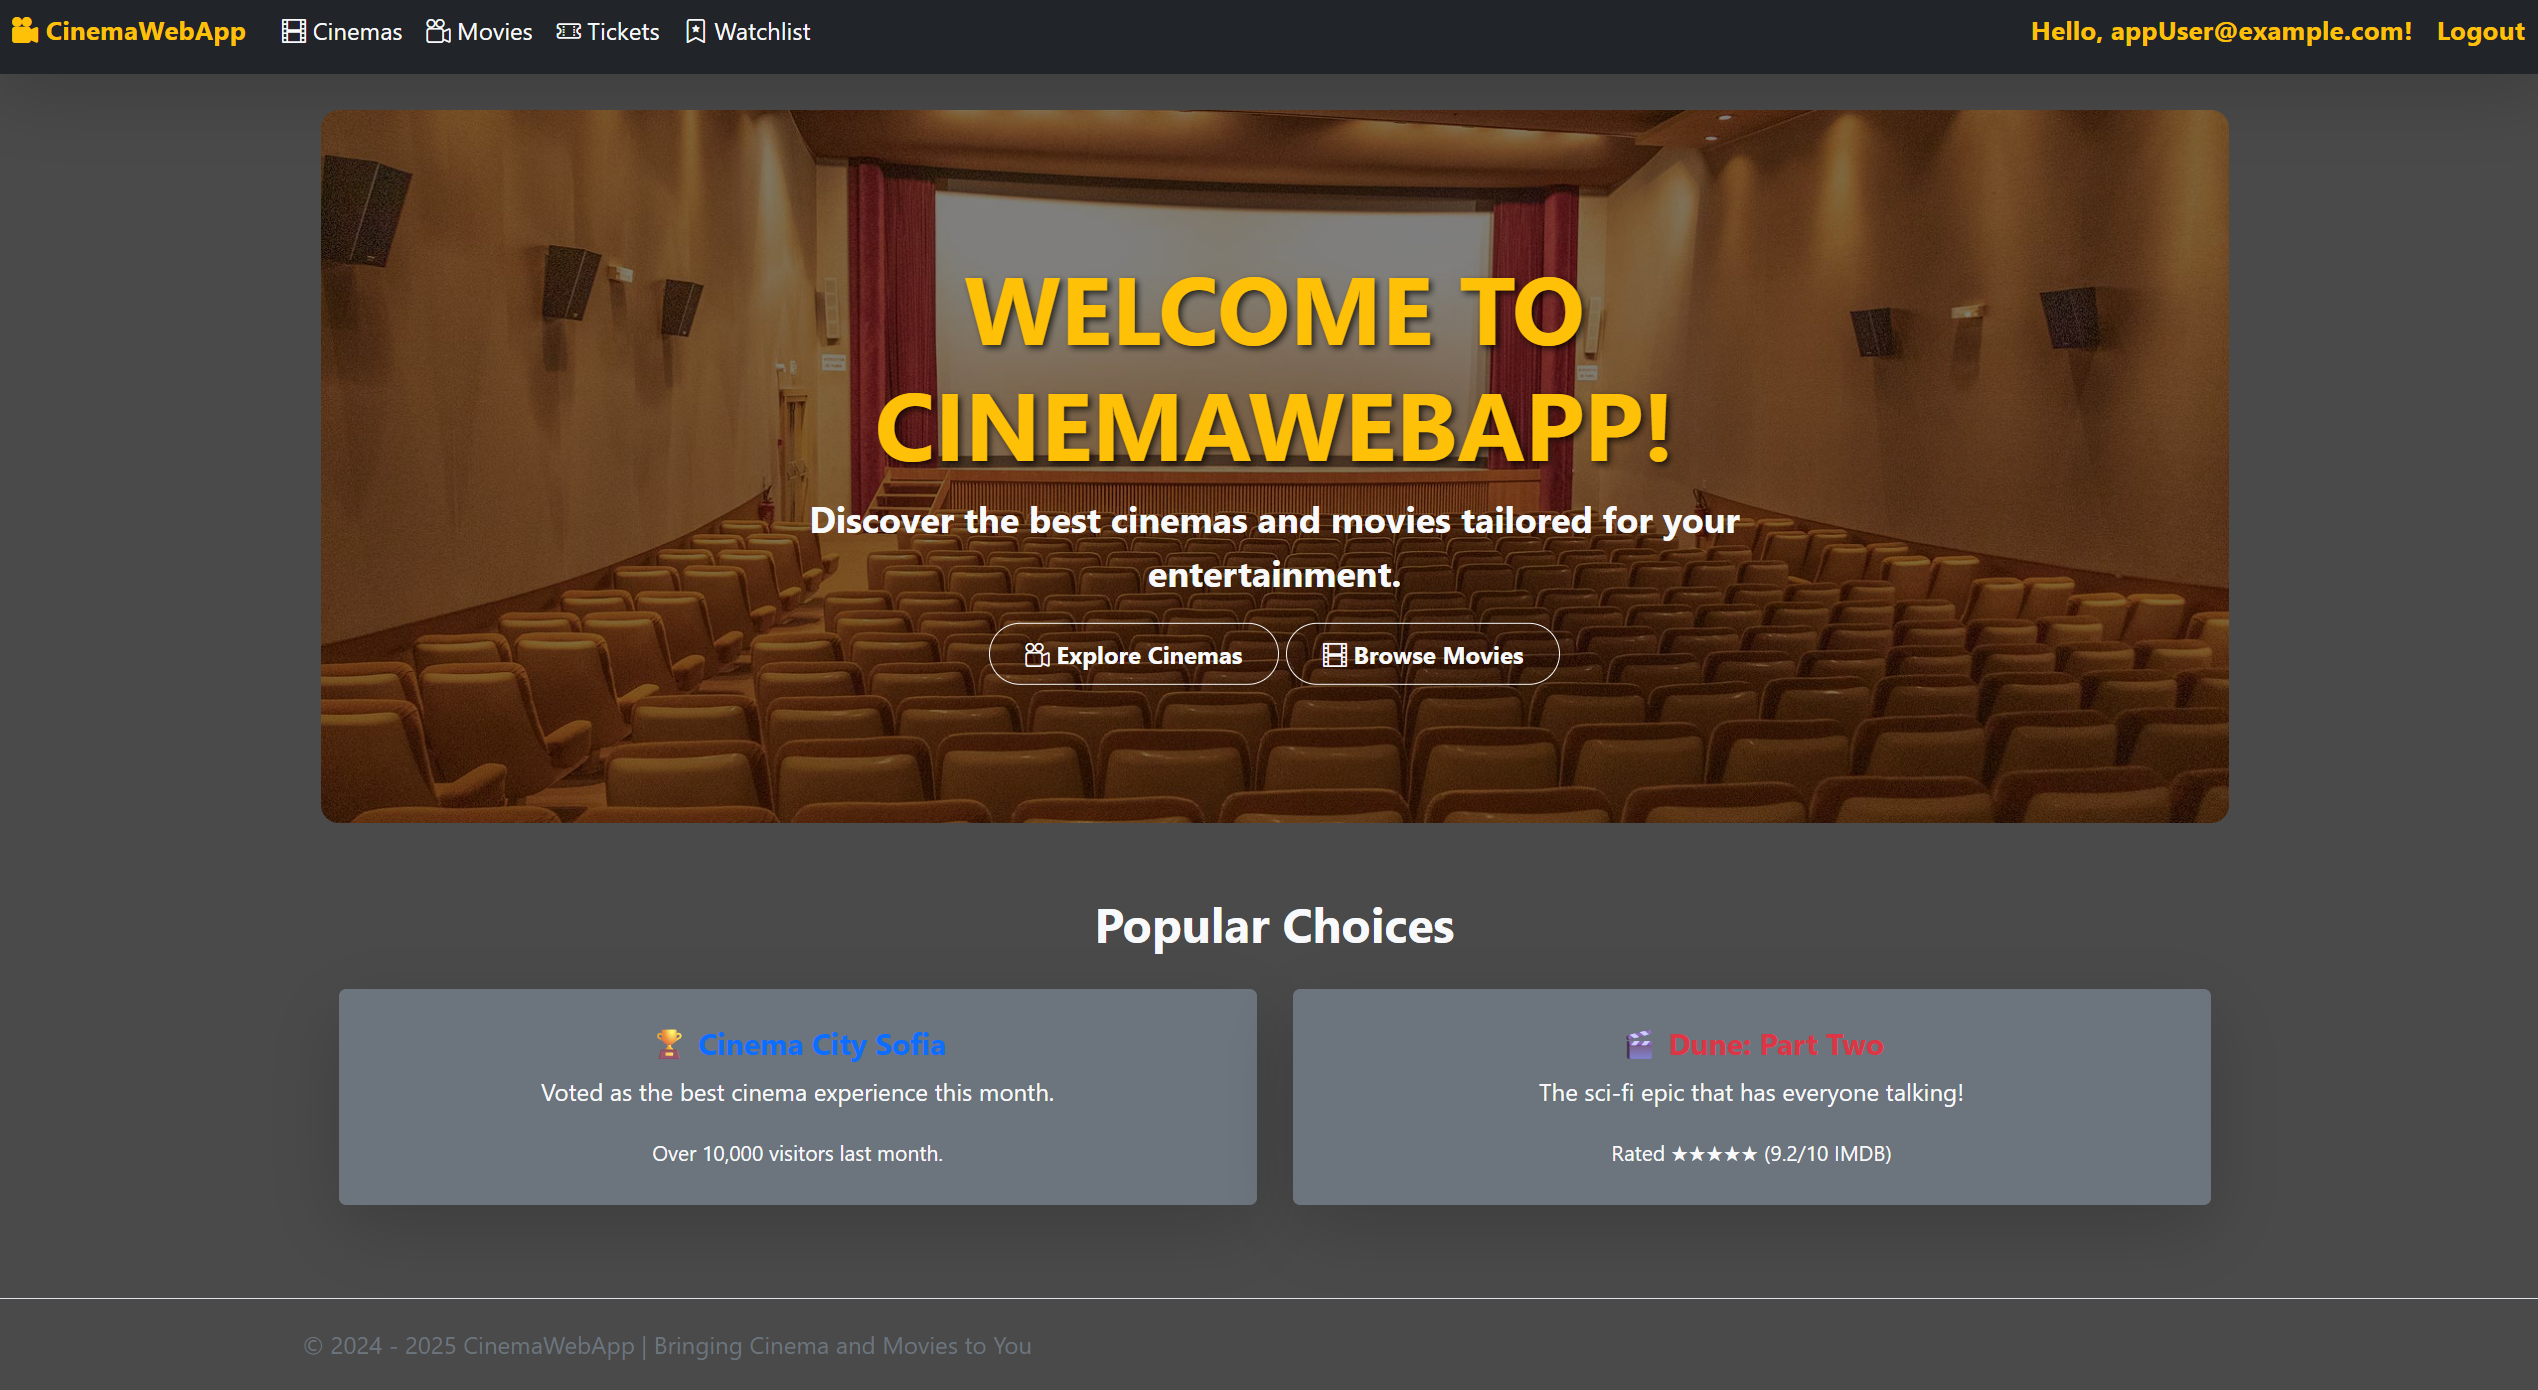 CinemaWebApp Cinemas Movies Tickets Watchlist Hello, appUser@example.com! Logout
WELCOME TO
CINEMAWEBAPP!
Discover the best cinemas and movies tailored for your
entertainment.
Explore Cinemas Browse Movies
Popular Choices
🏆 Cinema City Sofia
Voted as the best cinema experience this month.
Over 10,000 visitors last month.
🎬 Dune: Part Two
The sci-fi epic that has everyone talking!
Rated ★★★★★ (9.2/10 IMDB)
© 2024 - 2025 CinemaWebApp | Bringing Cinema and Movies to You